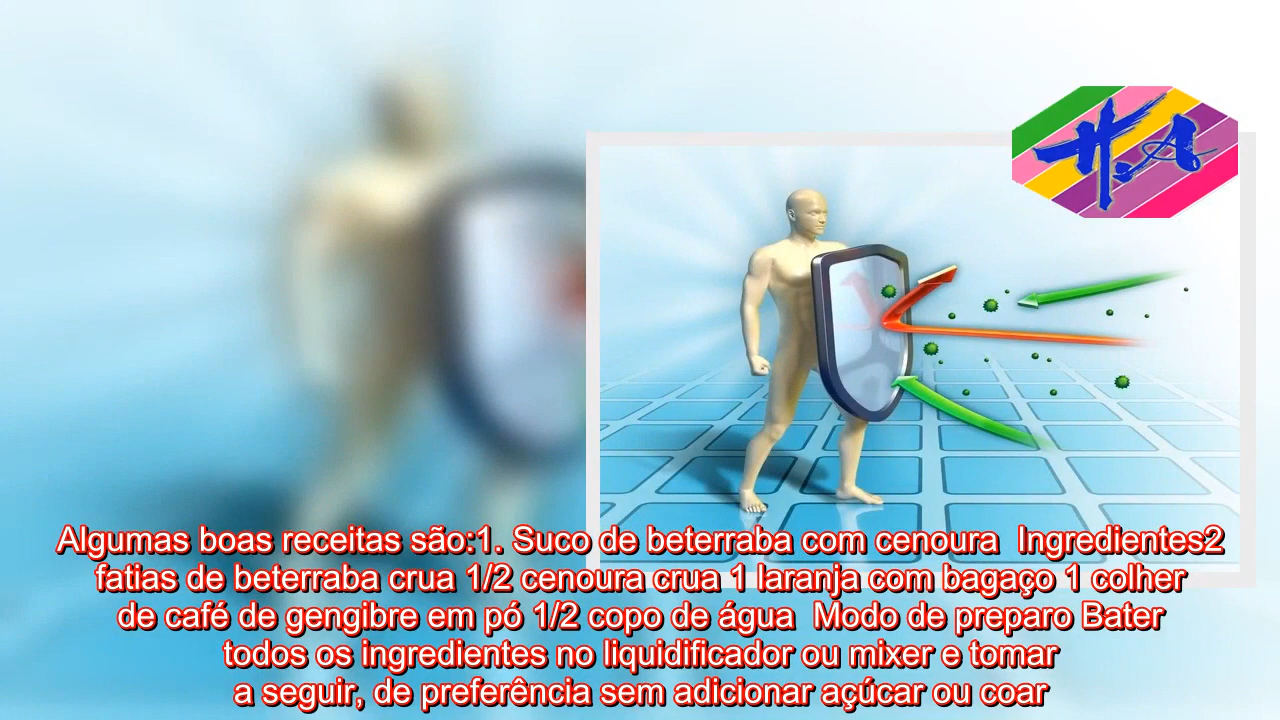 H.A
Algumas boas receitas são:1. Suco de beterraba com cenoura  Ingredientes2
fatias de beterraba crua 1/2 cenoura crua 1 laranja com bagaço 1 colher
de café de gengibre em pó 1/2 copo de água  Modo de preparo Bater
todos os ingredientes no liquidificador ou mixer e tomar
a seguir, de preferência sem adicionar açúcar ou coar